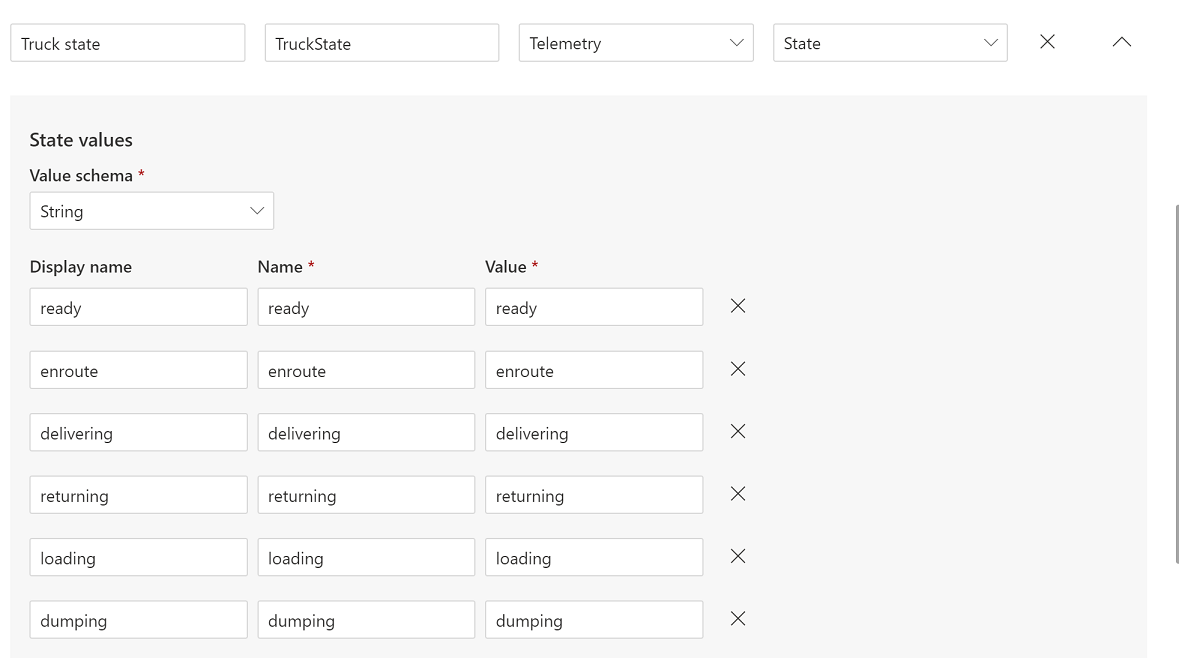 Truck state TruckState Telemetry State
State values
Value schema *
String
Display name Name * Value *
ready ready ready
enroute enroute enroute
delivering delivering delivering
returning returning returning
loading loading loading
dumping dumping dumping